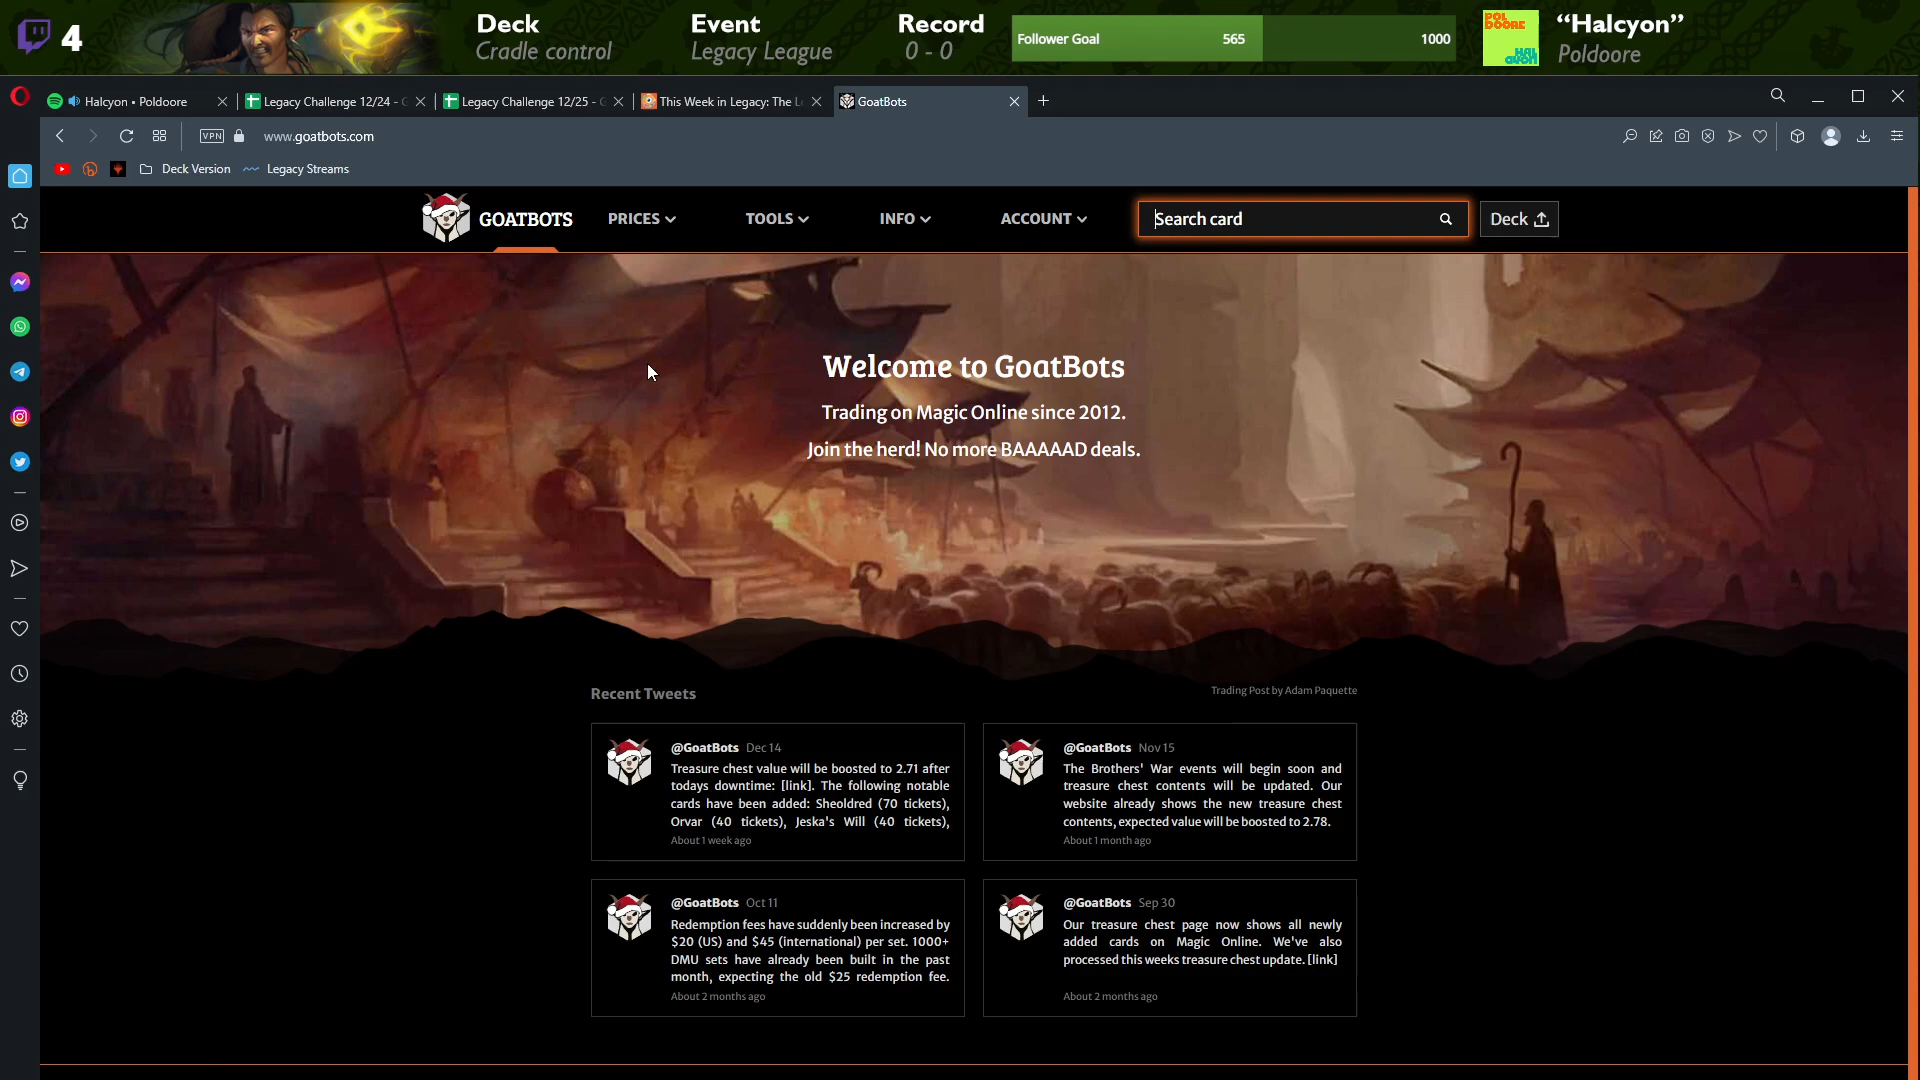 4
Deck
Cradle control
Event
Legacy League
Record
0 - 0
Follower Goal 565 1000
POL DOORE
HAL
“Halcyon”
Poldoore
Halcyon • Poldoore
Legacy Challenge 12/24 -
Legacy Challenge 12/25 -
This Week in Legacy: The L
GoatBots
VPN
www.goatbots.com
Deck Version
Legacy Streams
GOATBOTS
PRICES
TOOLS
INFO
ACCOUNT
Search card
Deck
Welcome to GoatBots
Trading on Magic Online since 2012.
Join the herd! No more BAAAAAD deals.
Recent Tweets
Trading Post by Adam Paquette
@GoatBots Dec 14
Treasure chest value will be boosted to 2.71 after
todays downtime: [link]. The following notable
cards have been added: Sheoldred (70 tickets),
Orvar (40 tickets), Jeska's Will (40 tickets),
About 1 week ago
@GoatBots Nov 15
The Brothers' War events will begin soon and
treasure chest contents will be updated. Our
website already shows the new treasure chest
contents, expected value will be boosted to 2.78.
About 1 month ago
@GoatBots Oct 11
Redemption fees have suddenly been increased by
$20 (US) and $45 (international) per set. 1000+
DMU sets have already been built in the past
month, expecting the old $25 redemption fee.
About 2 months ago
@GoatBots Sep 30
Our treasure chest page now shows all newly
added cards on Magic Online. We've also
processed this weeks treasure chest update. [link]
About 2 months ago